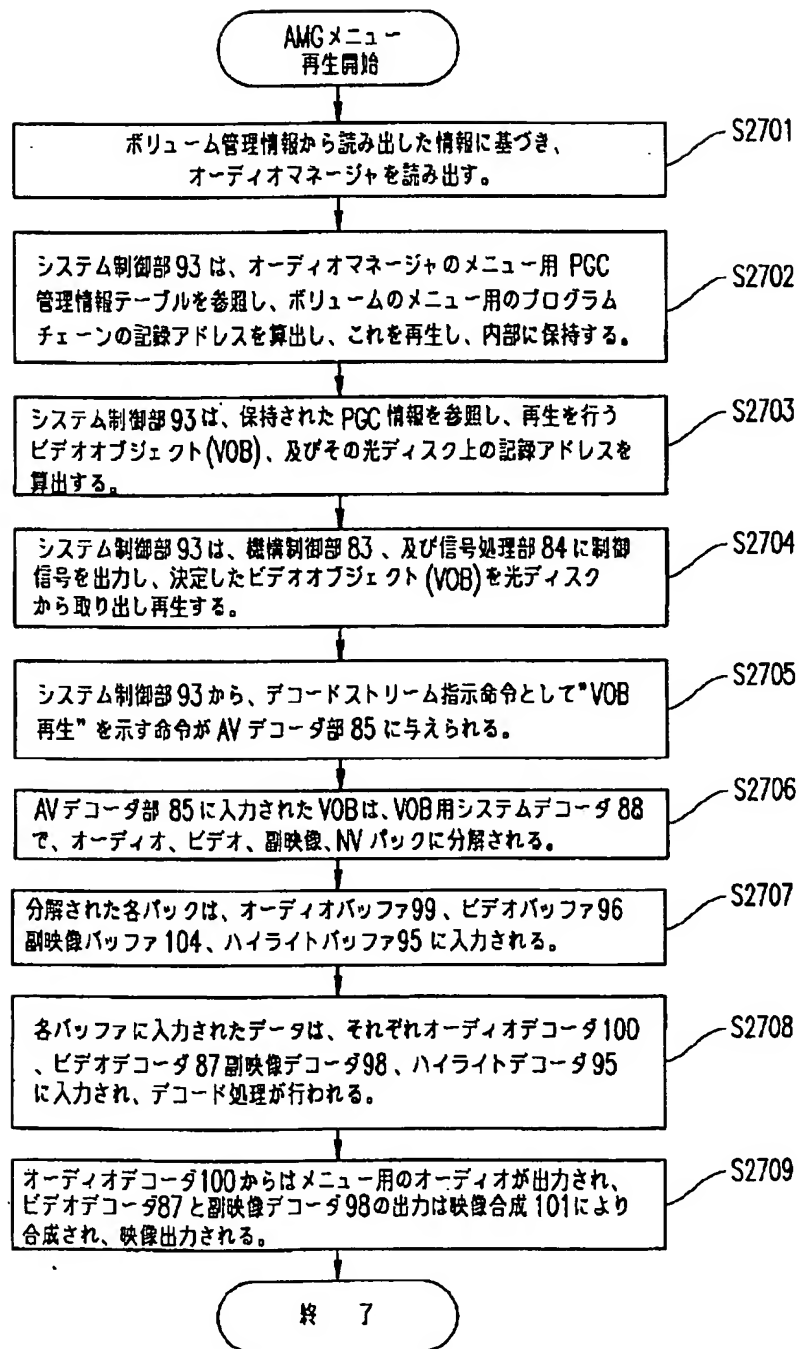 AMGメニュー
再生開始
ボリューム管理情報から読み出した情報に基づき、
オーディオマネージャを読み出す。
S2701
システム制御部93は、オーディオマネージャのメニュー用 PGC
管理情報テーブルを参照し、ボリュームのメニュー用のプログラム
チェーンの記録アドレスを算出し、これを再生し、内部に保持する。
S2702
システム制御部93は、保持されたPGC情報を参照し、再生を行う
ビデオオブジェクト(VOB)、及びその光ディスク上の記録アドレスを
算出する。
S2703
システム制御部93は、機構制御部83、及び信号処理部84に制御
信号を出力し、決定したビデオオブジェクト(VOB)を光ディスク
から取り出し再生する。
S2704
システム制御部93から、デコードストリーム指示命令として"VOB
再生"を示す命令がAVデコーダ部85に与えられる。
S2705
AVデコーダ部85に入力されたVOBは、VOB用システムデコーダ88
で、オーディオ、ビデオ、副映像、NVパックに分解される。
S2706
分解された各パックは、オーディオバッファ99、ビデオバッファ96
副映像バッファ104、ハイライトバッファ95に入力される。
S2707
各バッファに入力されたデータは、それぞれオーディオデコーダ100
、ビデオデコーダ87副映像デコーダ98、ハイライトデコーダ95
に入力され、デコード処理が行われる。
S2708
オーディオデコーダ100からはメニュー用のオーディオが出力され、
ビデオデコーダ87と副映像デコーダ98の出力は映像合成101により
合成され、映像出力される。
S2709
終 了